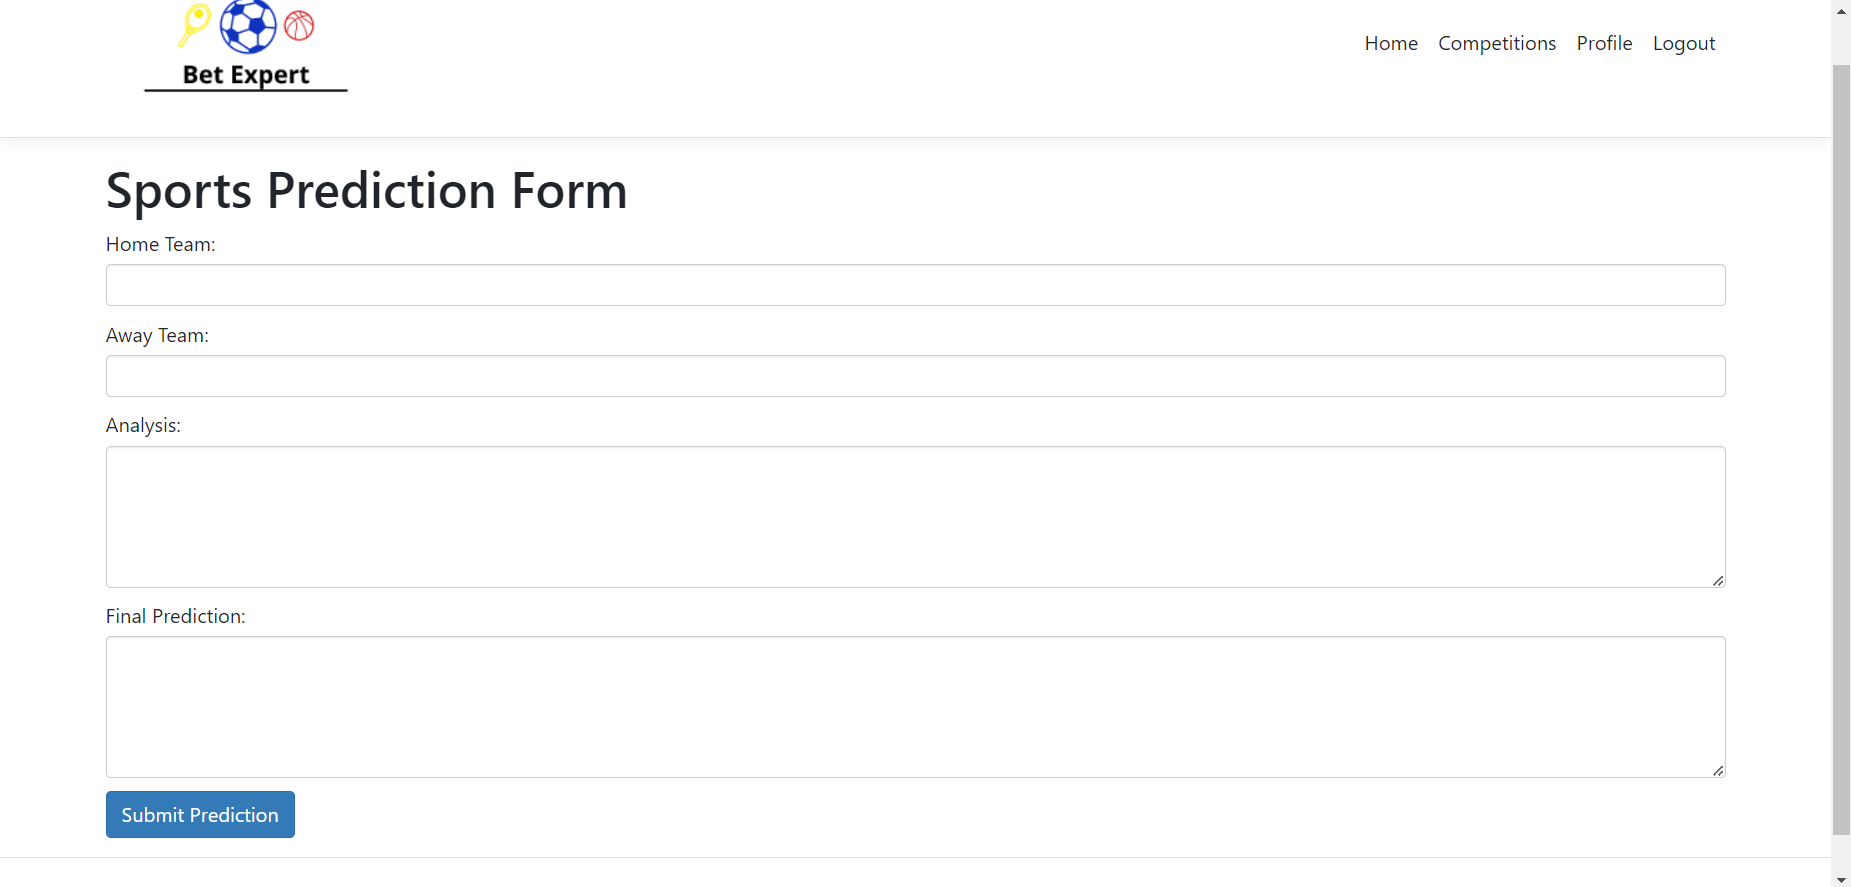 Bet Expert
Home Competitions Profile Logout
Sports Prediction Form
Home Team:
Away Team:
Analysis:
Final Prediction:
Submit Prediction